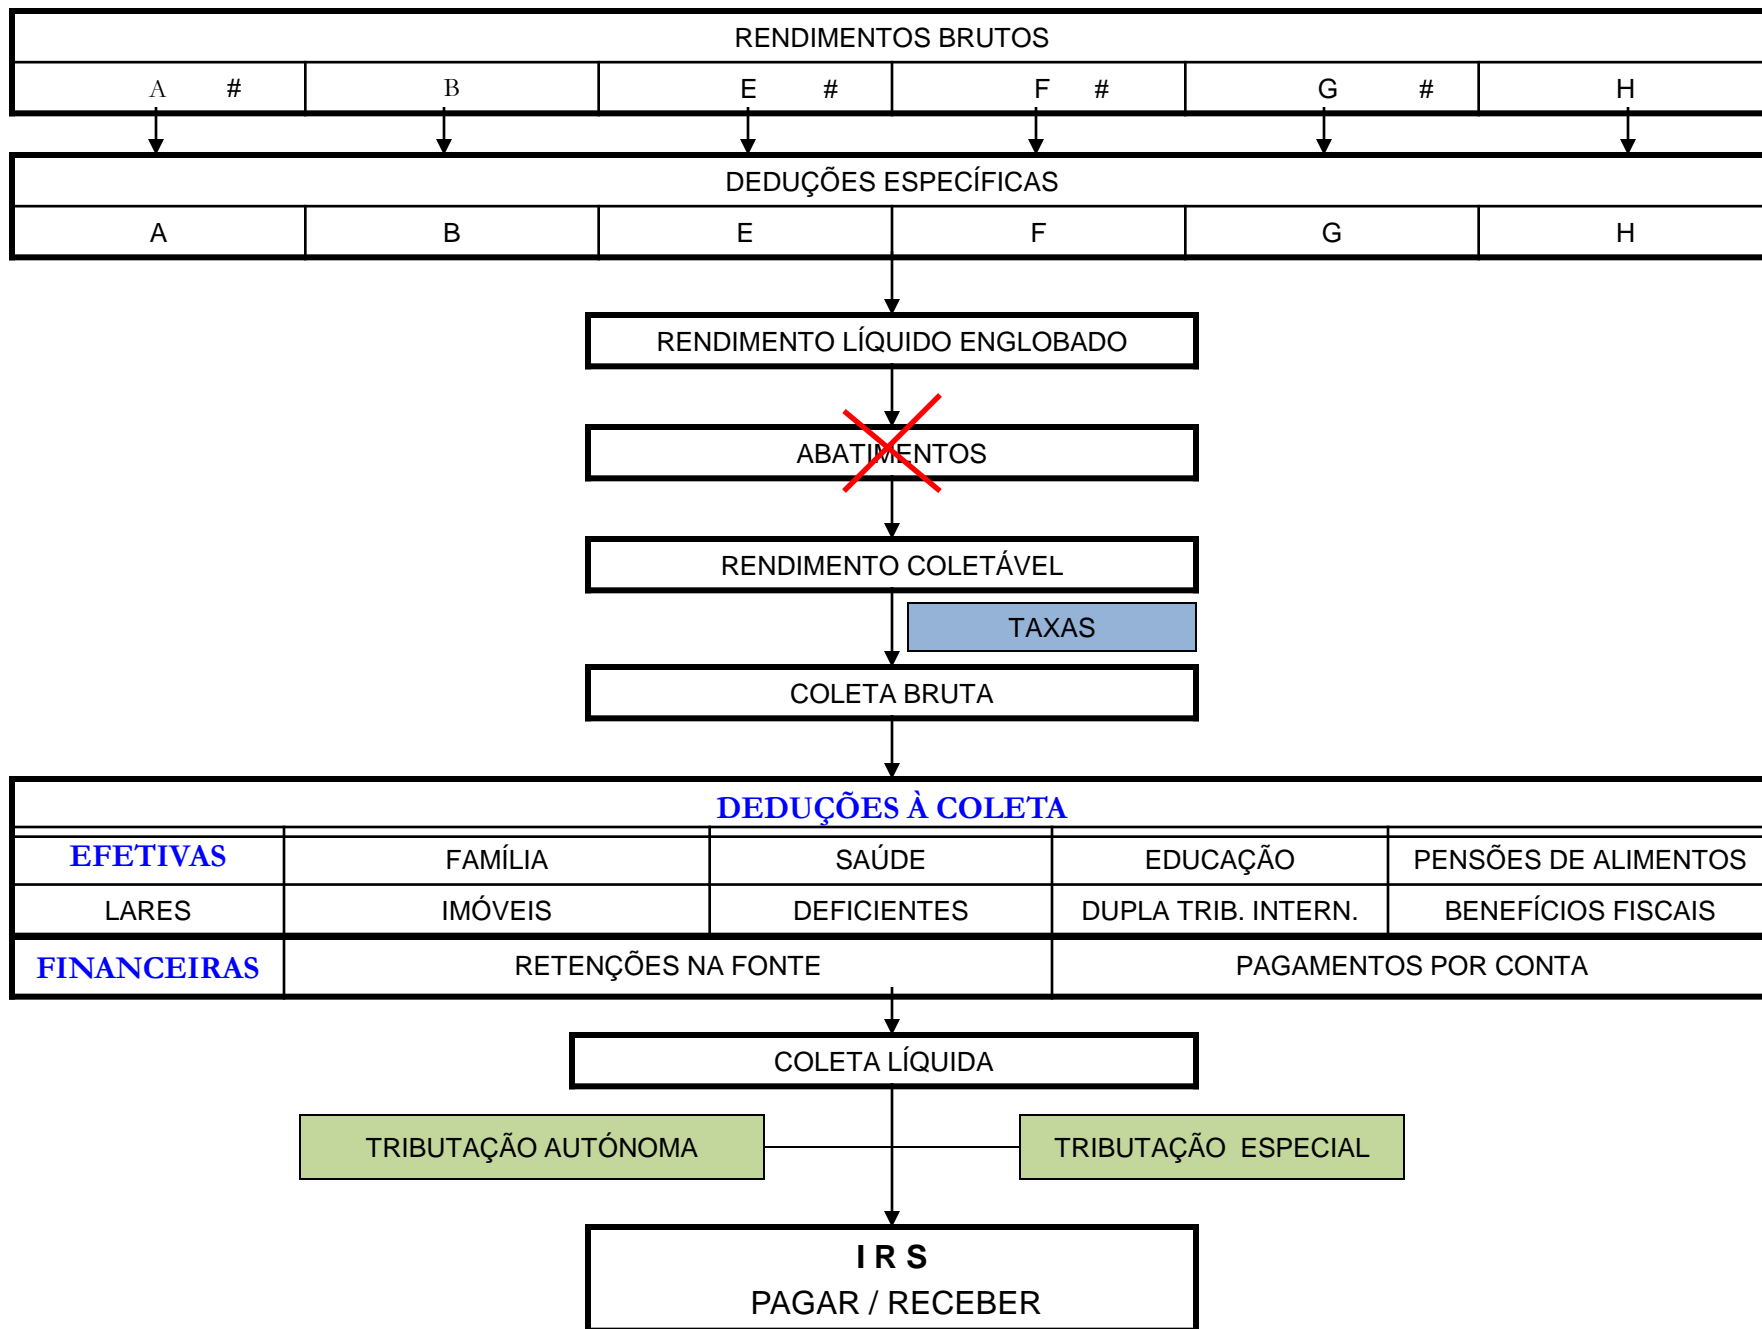 RENDIMENTOS BRUTOS
A # B E # F # G # H
DEDUÇÕES ESPECÍFICAS
A B E F G H
RENDIMENTO LÍQUIDO ENGLOBADO
ABATIMENTOS
RENDIMENTO COLETÁVEL
TAXAS
COLETA BRUTA
DEDUÇÕES À COLETA
EFETIVAS FAMÍLIA SAÚDE EDUCAÇÃO PENSÕES DE ALIMENTOS
LARES IMÓVEIS DEFICIENTES DUPLA TRIB. INTERN. BENEFÍCIOS FISCAIS
FINANCEIRAS RETENÇÕES NA FONTE PAGAMENTOS POR CONTA
COLETA LÍQUIDA
TRIBUTAÇÃO AUTÓNOMA TRIBUTAÇÃO ESPECIAL
I R S
PAGAR / RECEBER